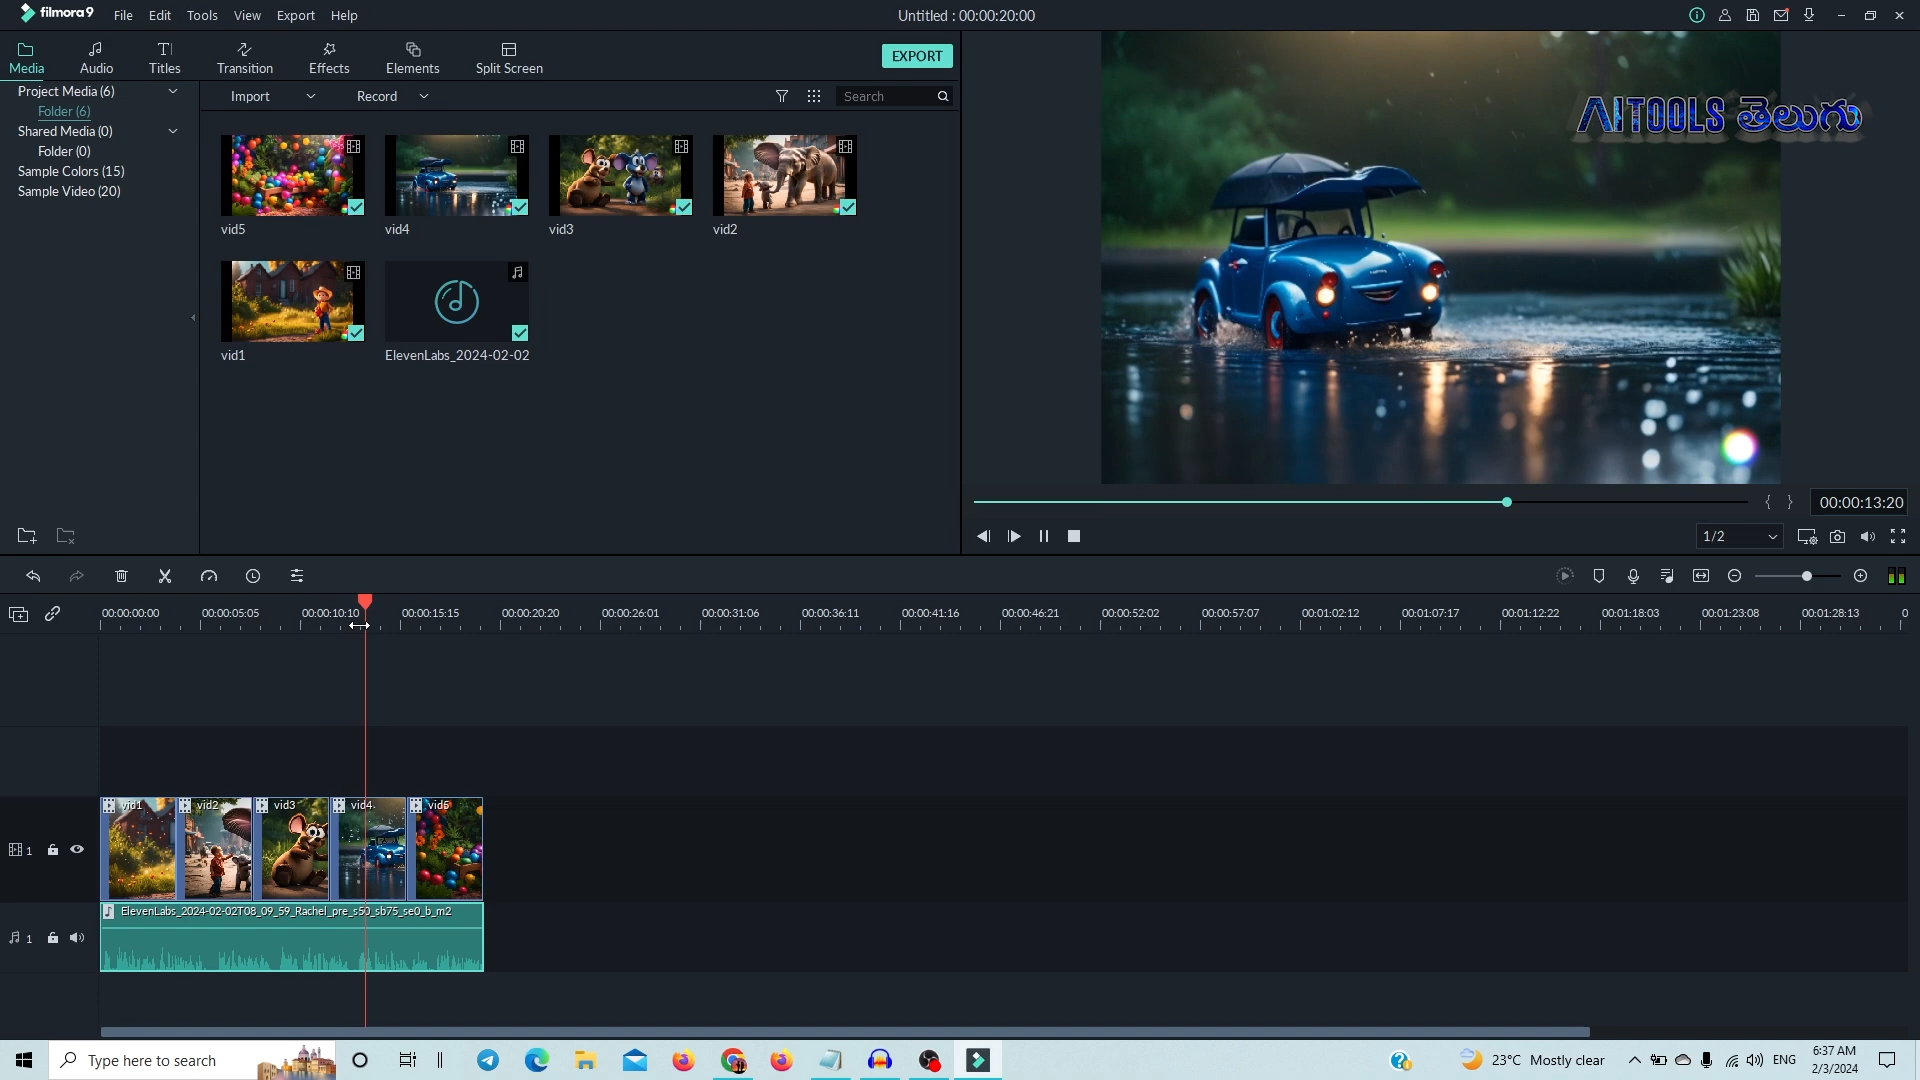 filmora9 File Edit Tools View Export Help Untitled : 00:00:20:00
Media Audio Titles Transition Effects Elements Split Screen EXPORT
Project Media (6)
Folder (6)
Shared Media (0)
Folder (0)
Sample Colors (15)
Sample Video (20)
Import Record Search
vid5 vid4 vid3 vid2
vid1 ElevenLabs_2024-02-02
AITOOLS తెలుగు
{ } 00:00:13:20
1/2
00:00:00:00 00:00:05:05 00:00:10:10 00:00:15:15 00:00:20:20 00:00:26:01 00:00:31:06 00:00:36:11 00:00:41:16 00:00:46:21 00:00:52:02 00:00:57:07 00:01:02:12 00:01:07:17 00:01:12:22 00:01:18:03 00:01:23:08 00:01:28:13 0
vid1 vid2 vid3 vid4 vid5
1
ElevenLabs_2024-02-02T08_09_59_Rachel_pre_s50_sb75_se0_b_m2
1
Type here to search
23°C Mostly clear ENG
6:37 AM
2/3/2024